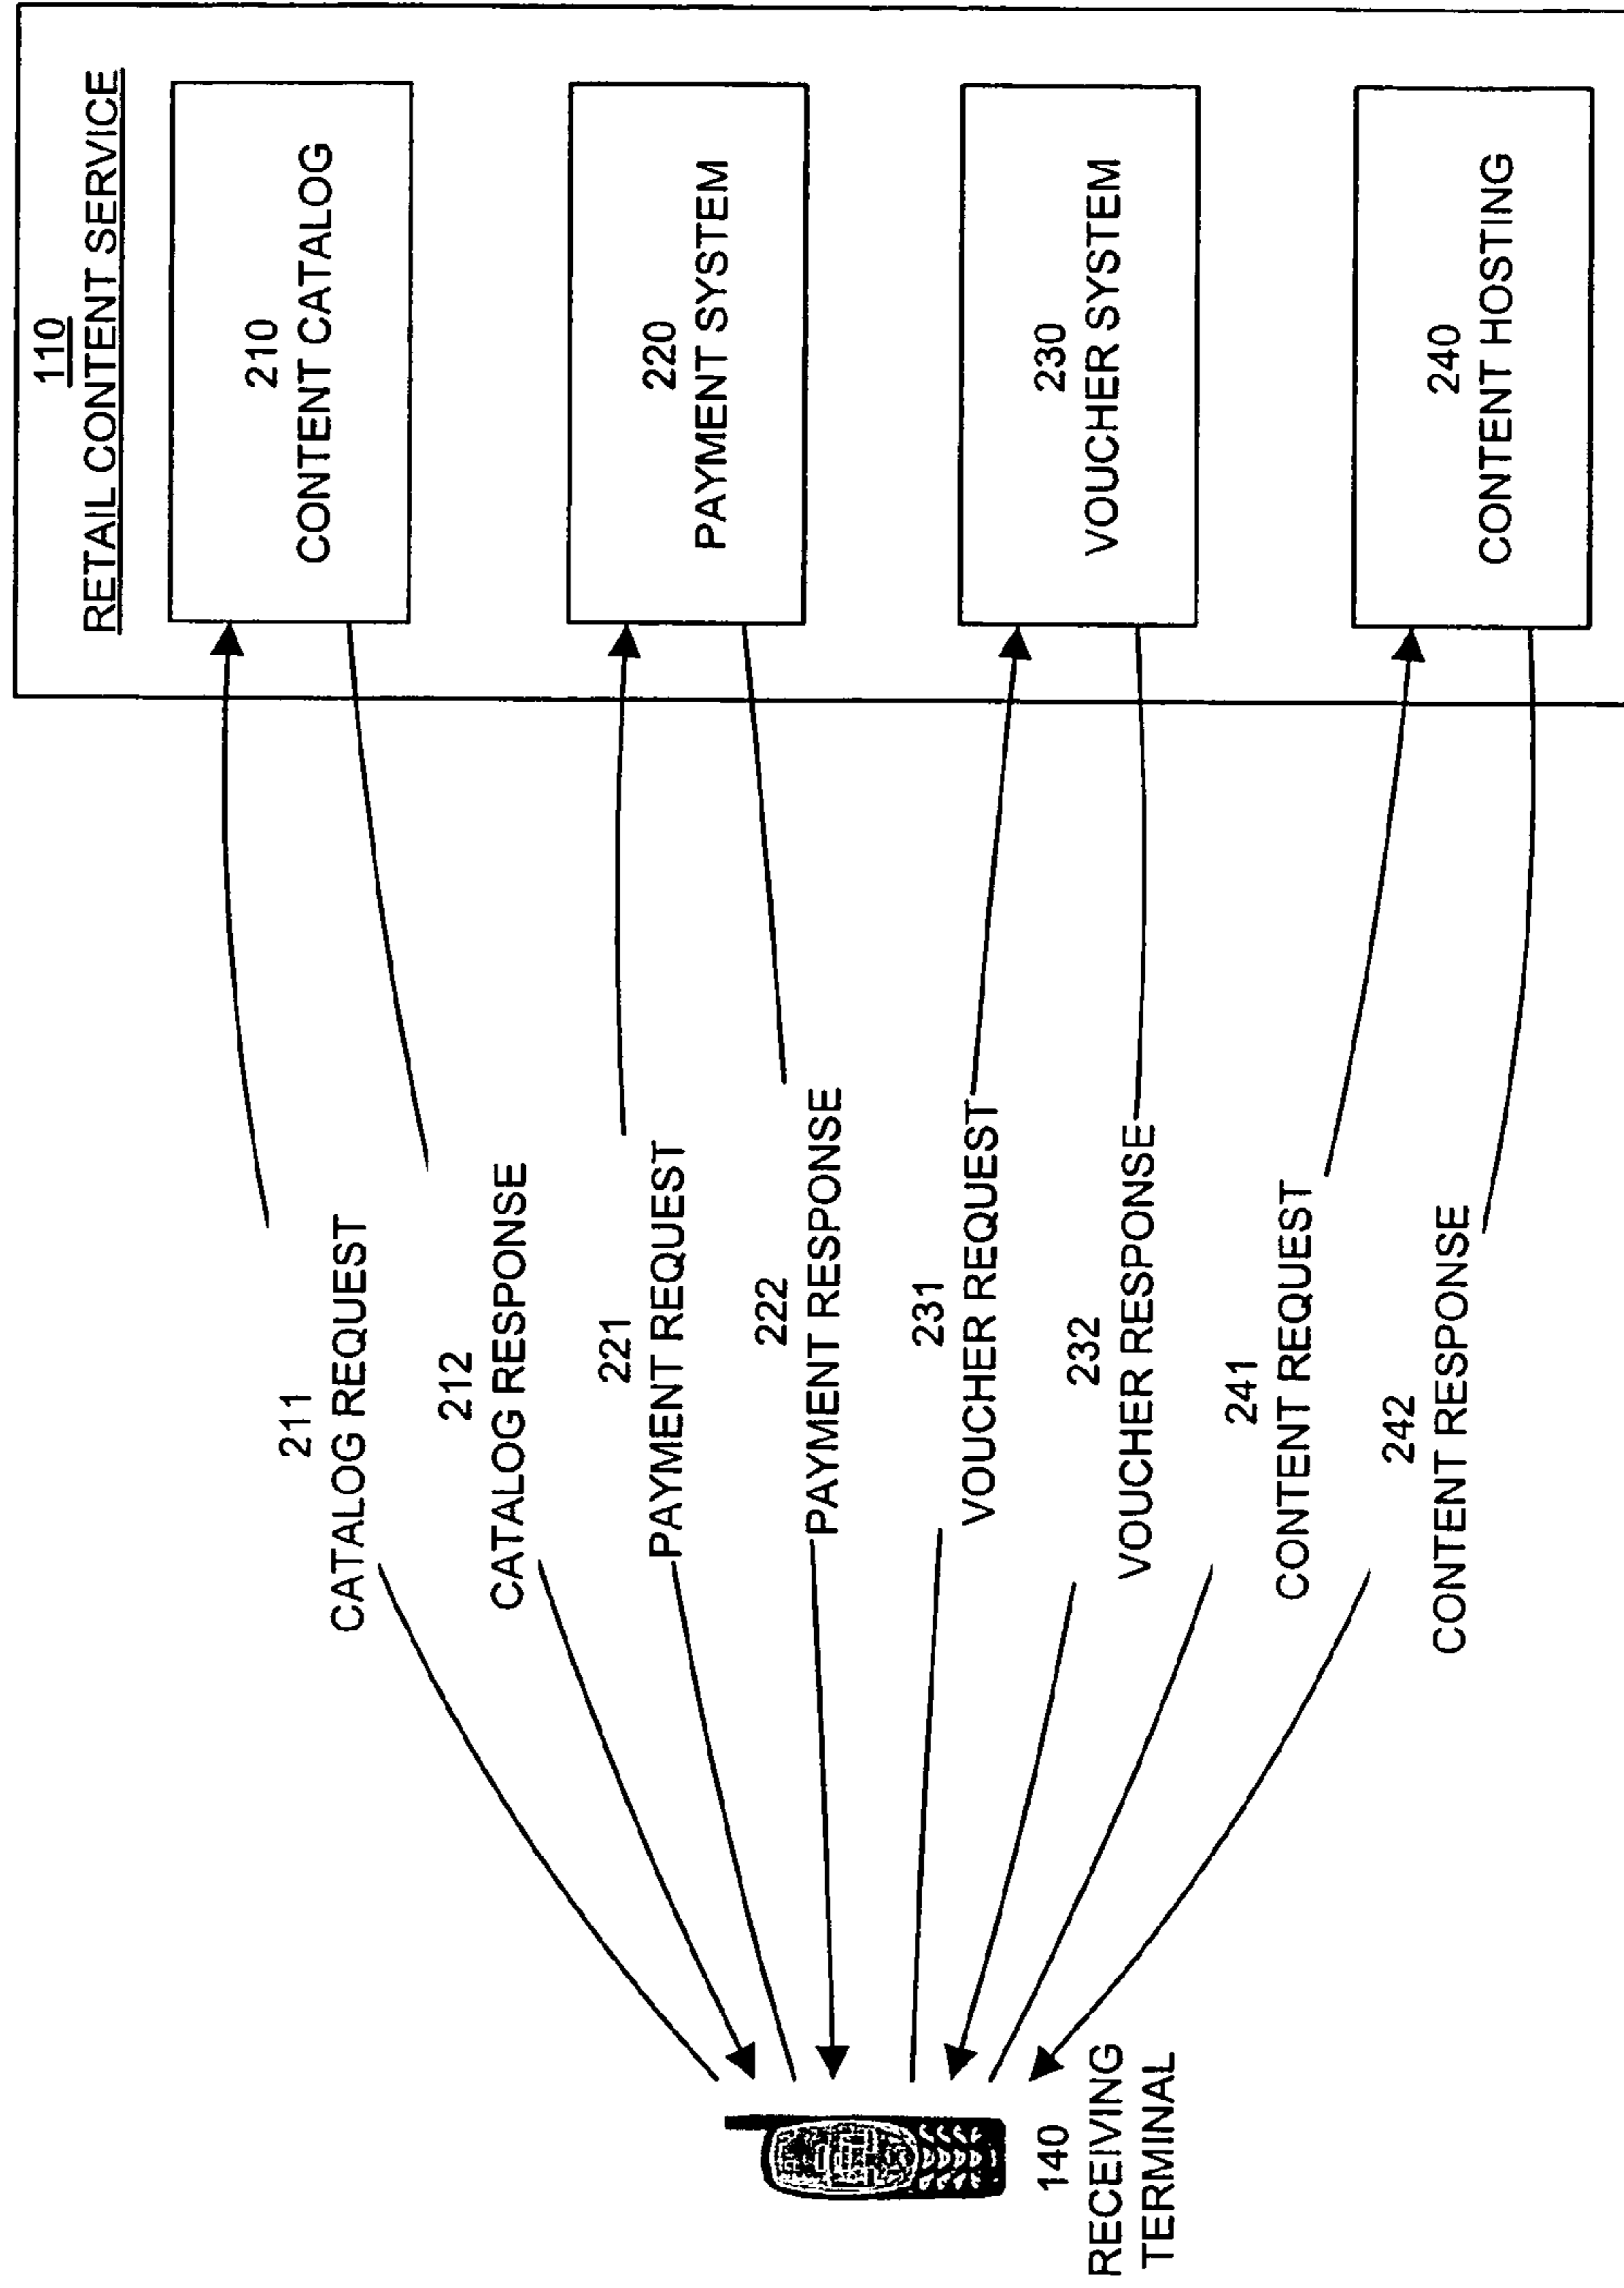 110
RETAIL CONTENT SERVICE
210
CONTENT CATALOG
220
PAYMENT SYSTEM
230
VOUCHER SYSTEM
240
CONTENT HOSTING
211
CATALOG REQUEST
212
CATALOG RESPONSE
221
PAYMENT REQUEST
222
PAYMENT RESPONSE
231
VOUCHER REQUEST
232
VOUCHER RESPONSE
241
CONTENT REQUEST
242
CONTENT RESPONSE
140
RECEIVING
TERMINAL